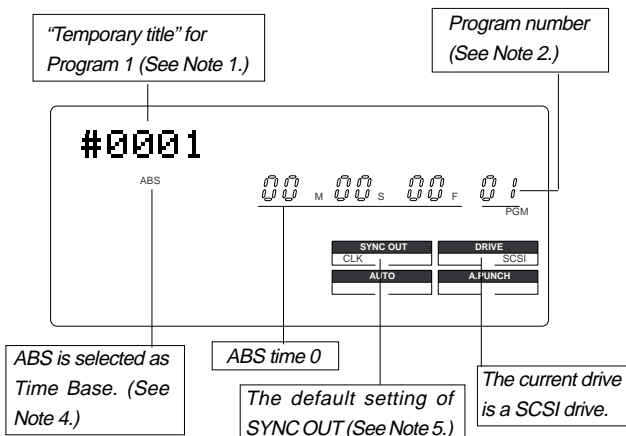 “Temporary title” for
Program 1 (See Note 1.)
Program number
(See Note 2.)
#0001
ABS
00 M 00 S 00 F 01
PGM
SYNC OUT
CLK
DRIVE
SCSI
AUTO
A.PUNCH
ABS is selected as
Time Base. (See
Note 4.)
ABS time 0
The default setting of
SYNC OUT (See Note 5.)
The current drive
is a SCSI drive.